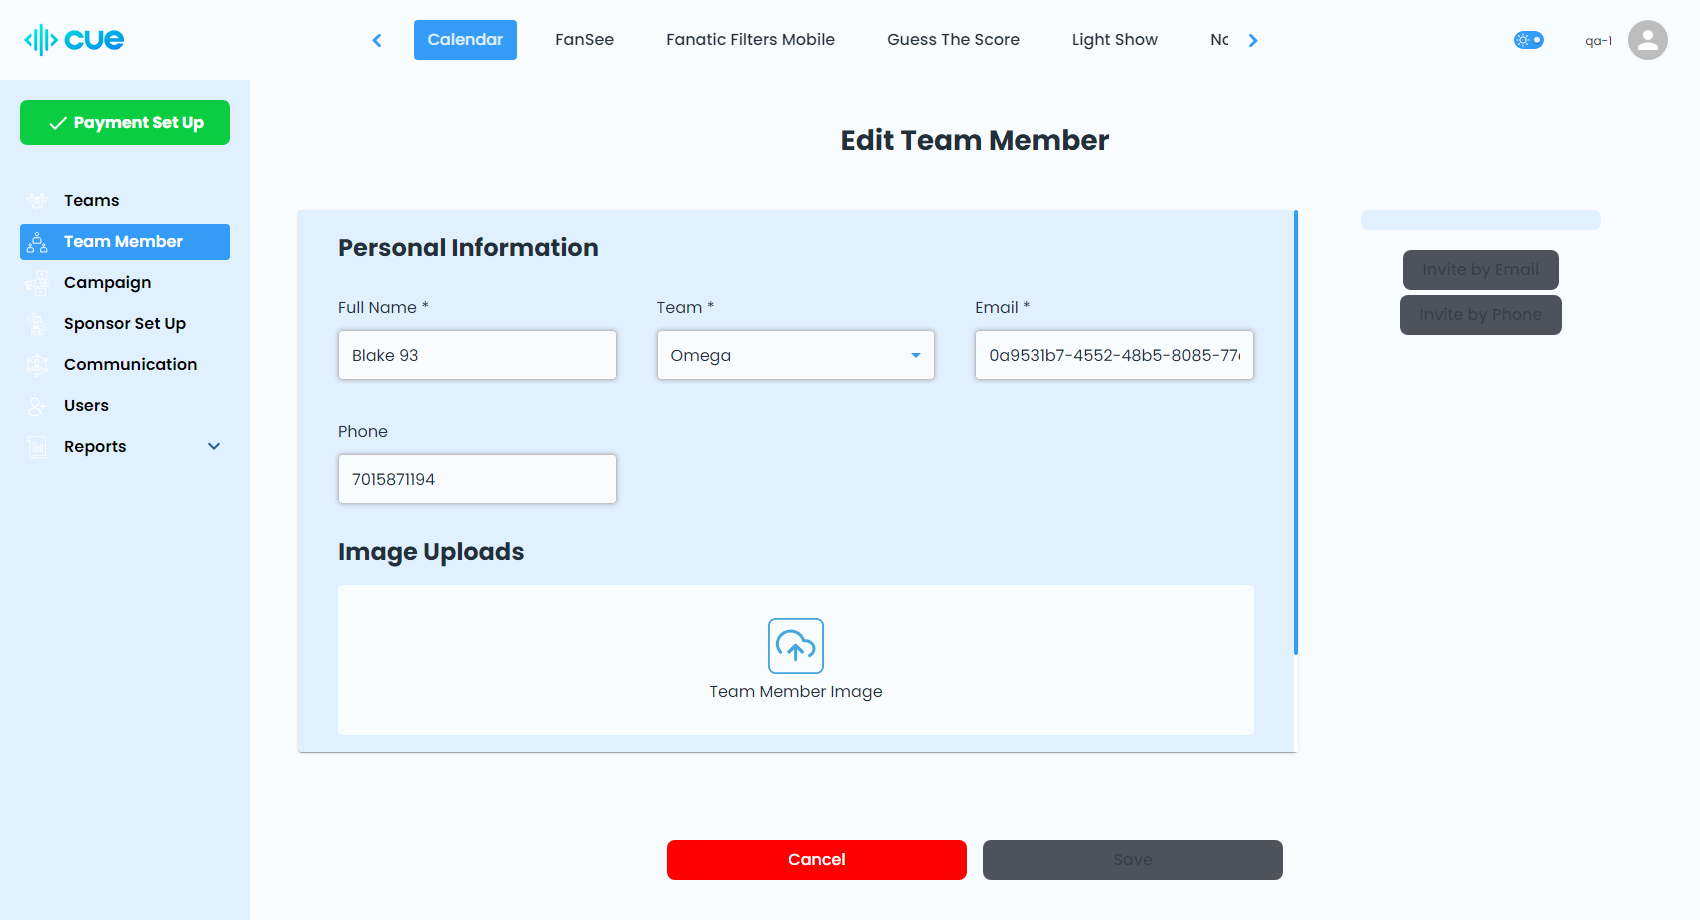 cue
Calendar
FanSee
Fanatic Filters Mobile
Guess The Score
Light Show
qa-1
Payment Set Up
Teams
Team Member
Campaign
Sponsor Set Up
Communication
Users
Reports
Edit Team Member
Personal Information
Full Name *
Team *
Email *
Blake 93
Omega
0a9531b7-4552-48b5-8085-77
Phone
7015871194
Image Uploads
Team Member Image
Invite by Email
Invite by Phone
Cancel
Save